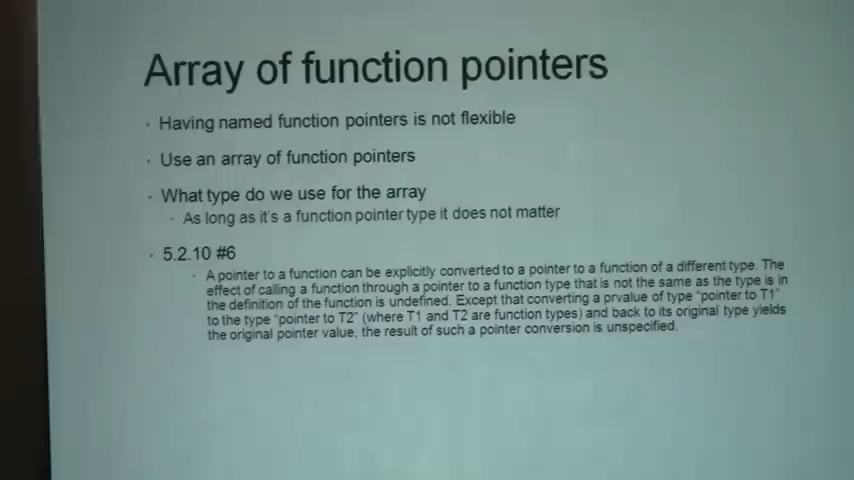 Array of function pointers
Having named function pointers is not flexible
Use an array of function pointers
What type do we use for the array
As long as it's a function pointer type it does not matter
5.2.10 #6
A pointer to a function can be explicitly converted to a pointer to a function of a different type. The
effect of calling a function through a pointer to a function type that is not the same as the type is in
the definition of the function is undefined. Except that converting a prvalue of type "pointer to T1"
to the type "pointer to T2" (where T1 and T2 are function types) and back to its original type yields
the original pointer value, the result of such a pointer conversion is unspecified.